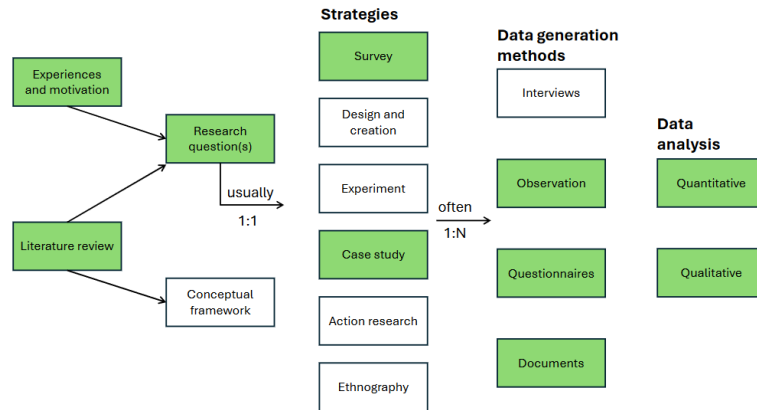 Strategies
Data generation
methods
Data
analysis
Experiences
and motivation
Research
question(s)
Literature review
Conceptual
framework
usually
1:1
Survey
Design and
creation
Experiment
Case study
Action research
Ethnography
often
1:N
Interviews
Observation
Questionnaires
Documents
Quantitative
Qualitative